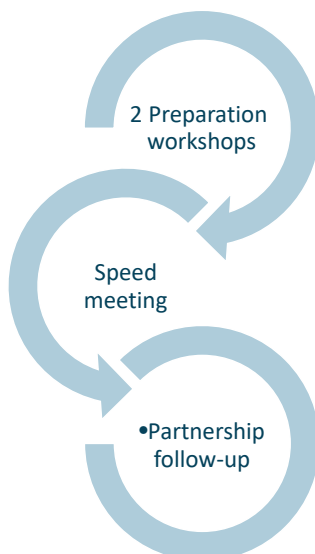 2 Preparation
workshops
Speed
meeting
•Partnership
follow-up